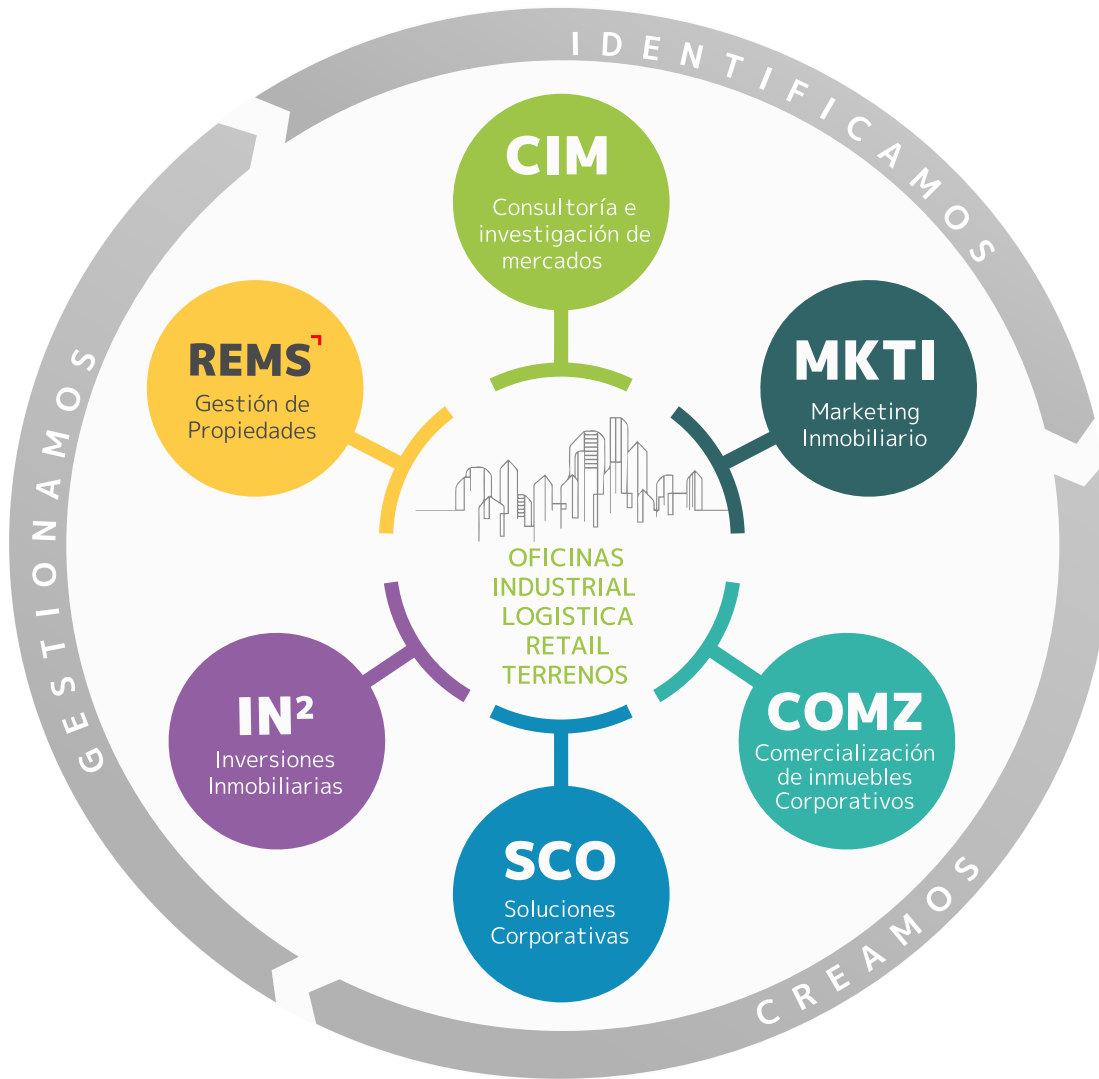 IDENTIFICAMOS
CIM
Consultoría e
investigación de
mercados
REMS
Gestión de
Propiedades
MKTI
Marketing
Inmobiliario
OFICINAS
INDUSTRIAL
LOGISTICA
RETAIL
TERRENOS
IN²
Inversiones
Inmobiliarias
COMZ
Comercialización
de inmuebles
Corporativos
SCO
Soluciones
Corporativas
CREAMOS
GESTIONAMOS